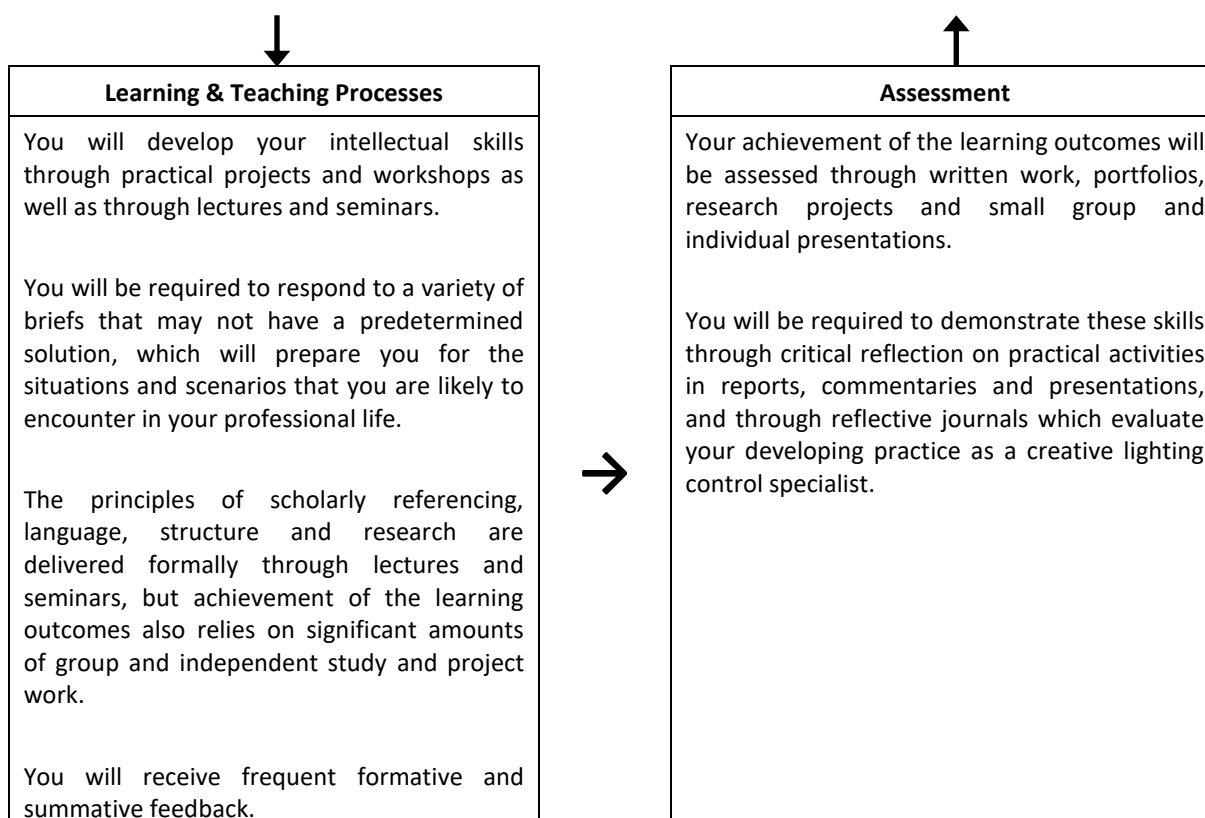 Learning & Teaching Processes
You will develop your intellectual skills
through practical projects and workshops as
well as through lectures and seminars.
You will be required to respond to a variety of
briefs that may not have a predetermined
solution, which will prepare you for the
situations and scenarios that you are likely to
encounter in your professional life.
The principles of scholarly referencing,
language, structure and research are
delivered formally through lectures and
seminars, but achievement of the learning
outcomes also relies on significant amounts
of group and independent study and project
work.
You will receive frequent formative and
summative feedback.
Assessment
Your achievement of the learning outcomes will
be assessed through written work, portfolios,
research projects and small group and
individual presentations.
You will be required to demonstrate these skills
through critical reflection on practical activities
in reports, commentaries and presentations,
and through reflective journals which evaluate
your developing practice as a creative lighting
control specialist.